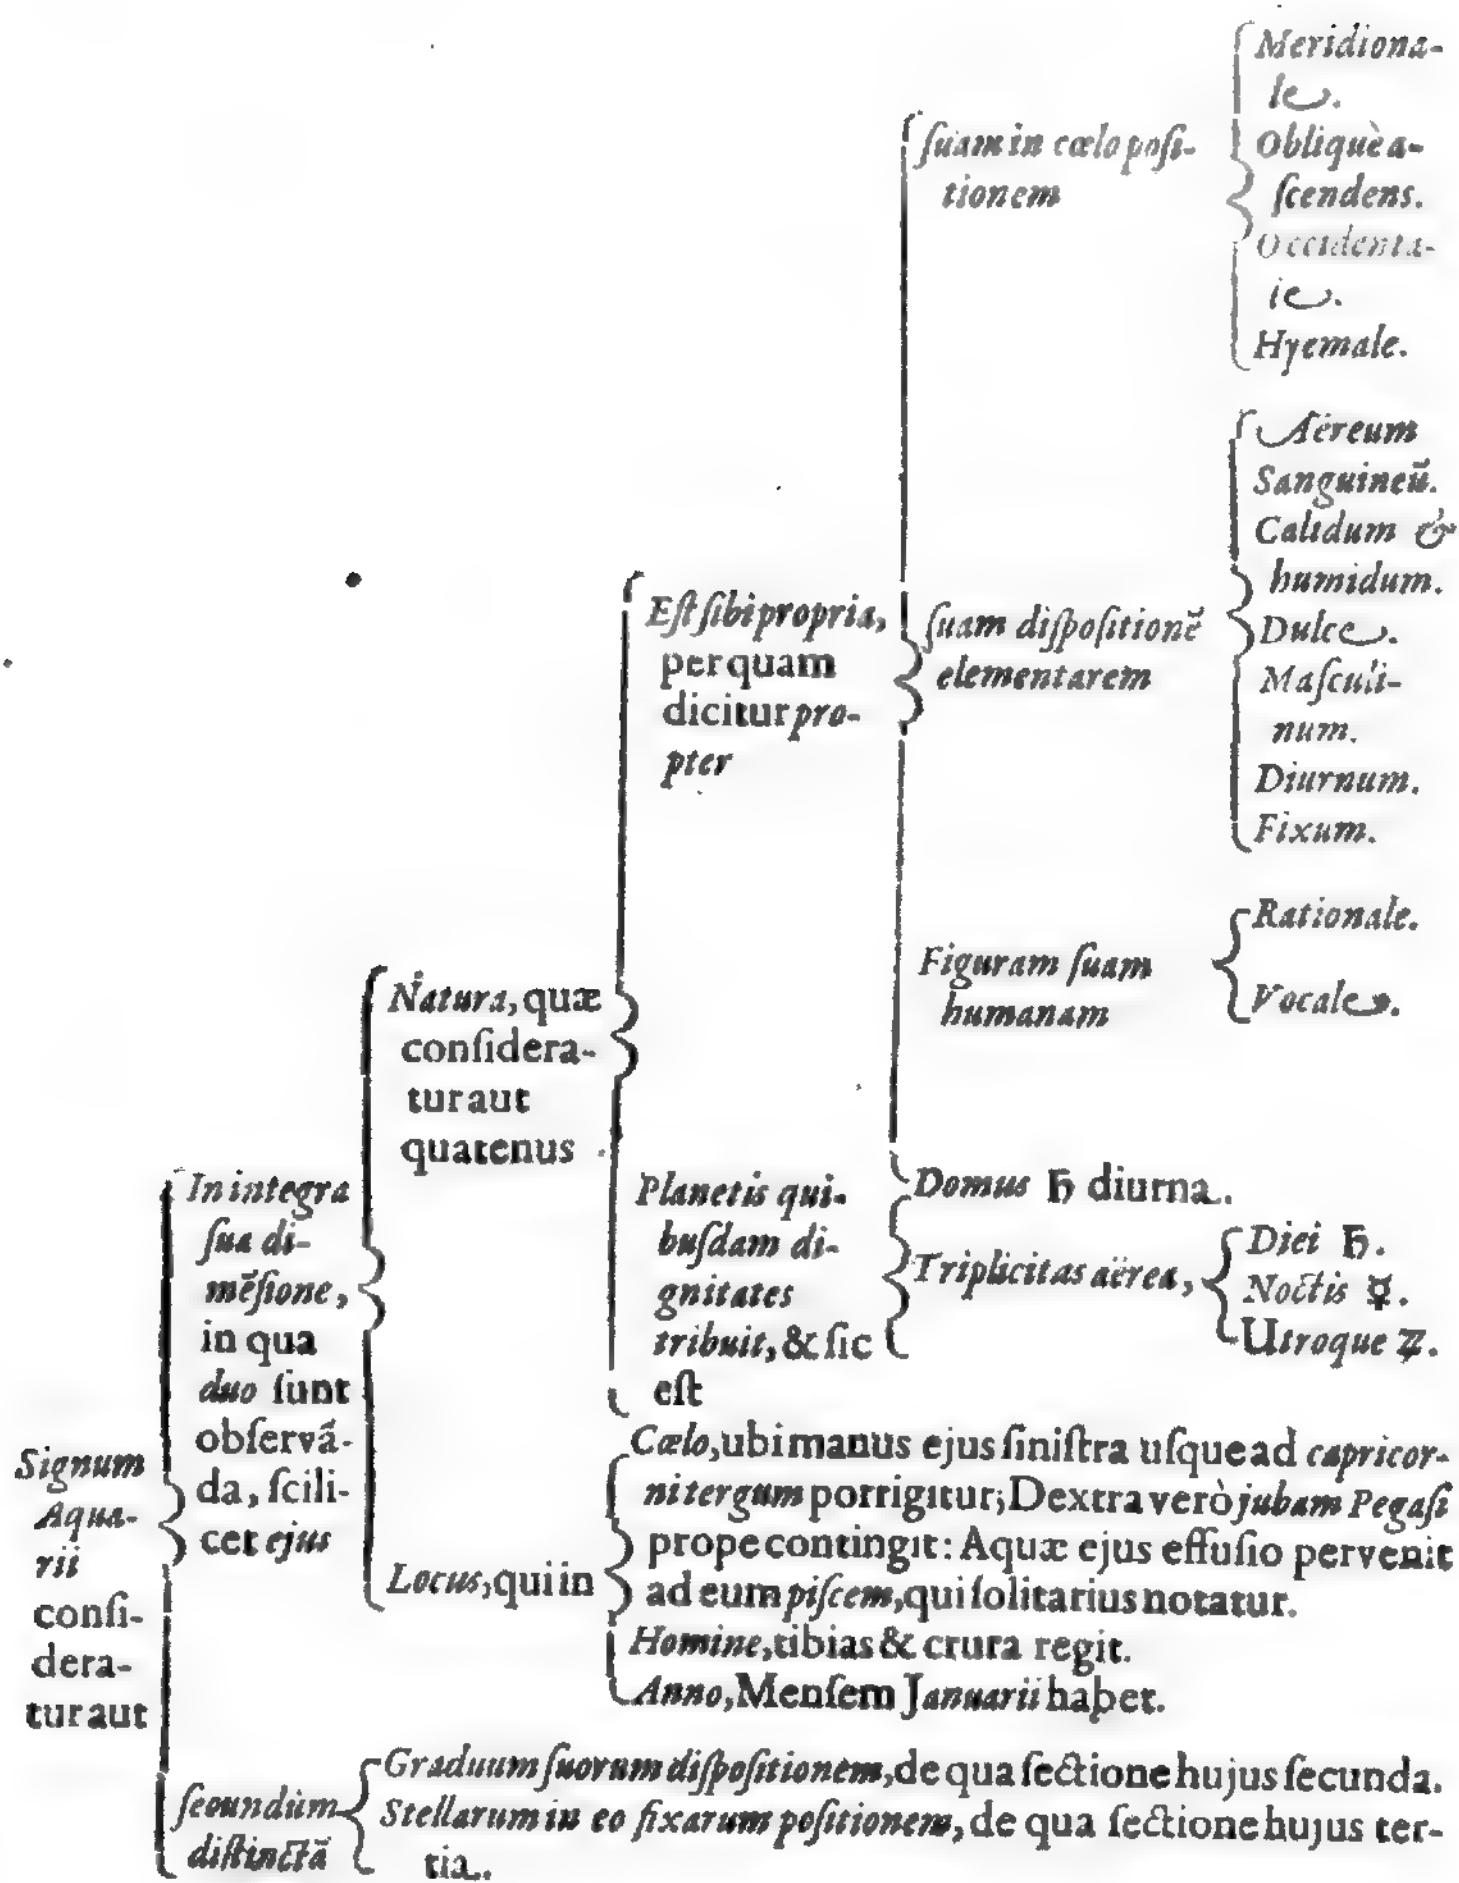 Meridiona-
le.
Obliquè a-
ſcendens.
Occidenta-
le.
Hyemale.
ſuam in cœlo poſi-
tionem
Aëreum
Sanguineũ.
Calidum &
humidum.
Dulce.
Maſculi-
num.
Diurnum.
Fixum.
ſuam diſpoſitionẽ
elementarem
Eſt ſibi propria,
per quam
dicitur pro-
pter
Rationale.
Vocale.
Figuram ſuam
humanam
Natura, quæ
conſidera-
tur aut
quatenus
Planetis qui-
buſdam di-
gnitates
tribuit, & ſic
eſt
Domus ♄ diurna.
Triplicitas aërea,
Diei ♄.
Noctis ☿.
Utroque ♃.
In integra
ſua di-
mẽſione,
in qua
duo ſunt
obſervã-
da, ſcili-
cet ejus
Locus, qui in
Cœlo, ubi manus ejus ſiniſtra uſque ad capricor-
ni tergum porrigitur; Dextra verò jubam Pegaſi
prope contingit: Aquæ ejus effuſio pervenit
ad eum piſcem, qui ſolitarius notatur.
Homine, tibias & crura regit.
Anno, Menſem Januarii habet.
Signum
Aqua-
rii
conſi-
dera-
tur aut
ſecundùm
diſtinctã
Graduum ſuorum diſpoſitionem, de qua ſectione hujus ſecunda.
Stellarum in eo fixarum poſitionem, de qua ſectione hujus ter-
tia.